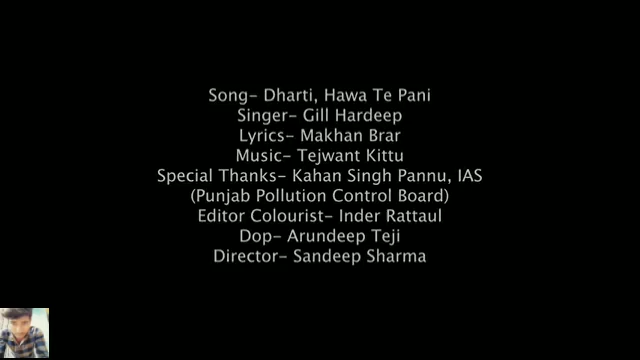 Song- Dharti, Hawa Te Pani
Singer- Gill Hardeep
Lyrics- Makhan Brar
Music- Tejwant Kittu
Special Thanks- Kahan Singh Pannu, IAS
(Punjab Pollution Control Board)
Editor Colourist- Inder Rattaul
Dop- Arundeep Teji
Director- Sandeep Sharma